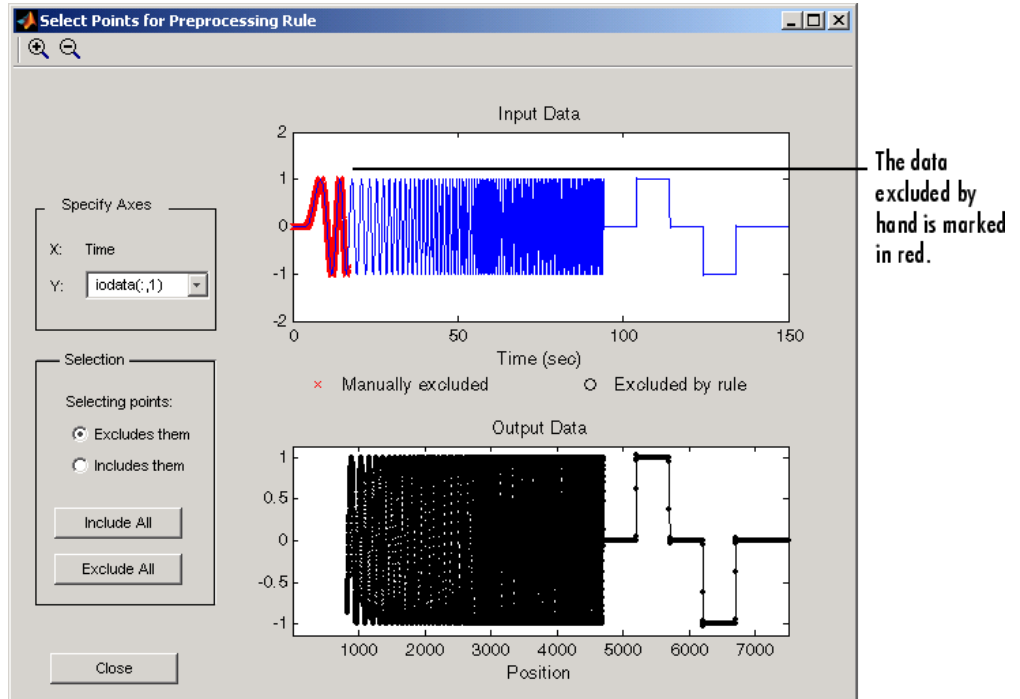 Select Points for Preprocessing Rule
Input Data
2
1
0
-1
-2
0
50
100
150
Time (sec)
× Manually excluded
O Excluded by rule
The data
excluded by
hand is marked
in red.
Specify Axes
X: Time
Y: iodata(:,1)
Selection
Selecting points:
Excludes them
Includes them
Include All
Exclude All
Close
Output Data
1
0.5
0
-0.5
-1
1000
2000
3000
4000
5000
6000
7000
Position